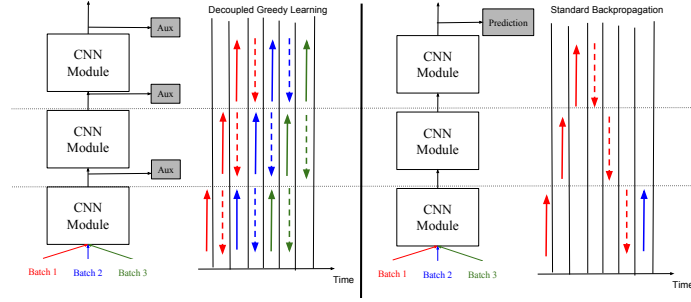 Decoupled Greedy Learning
Aux
CNN
Module
Aux
CNN
Module
Aux
CNN
Module
Batch 1
Batch 2
Batch 3
Time
Standard Backpropagation
Prediction
CNN
Module
CNN
Module
CNN
Module
Batch 1
Batch 2
Batch 3
Time